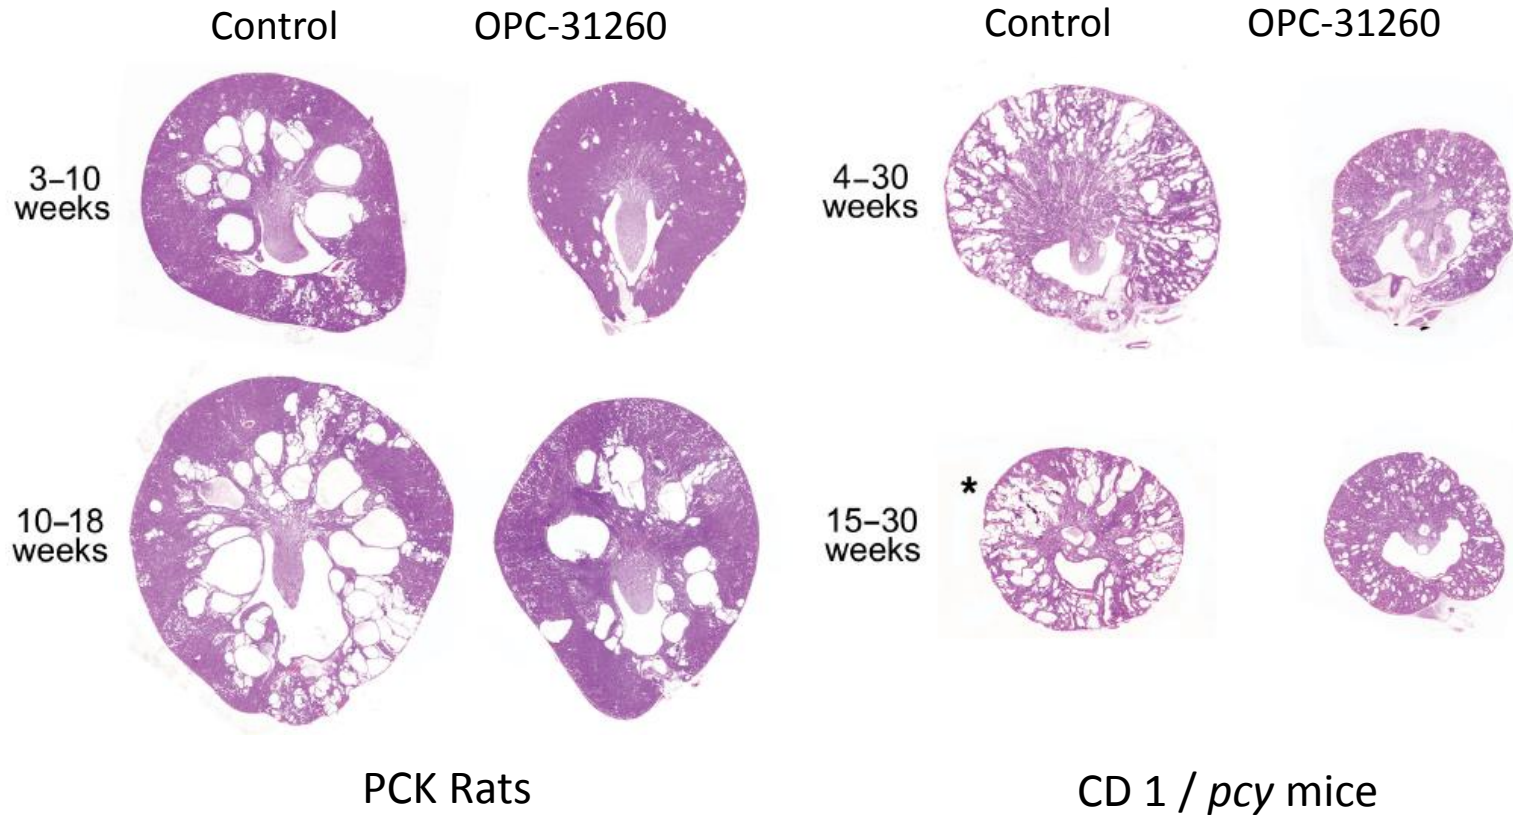 Control OPC-31260 Control OPC-31260
3–10
weeks
4–30
weeks
10–18
weeks
*
15–30
weeks
PCK Rats CD 1 / pcy mice